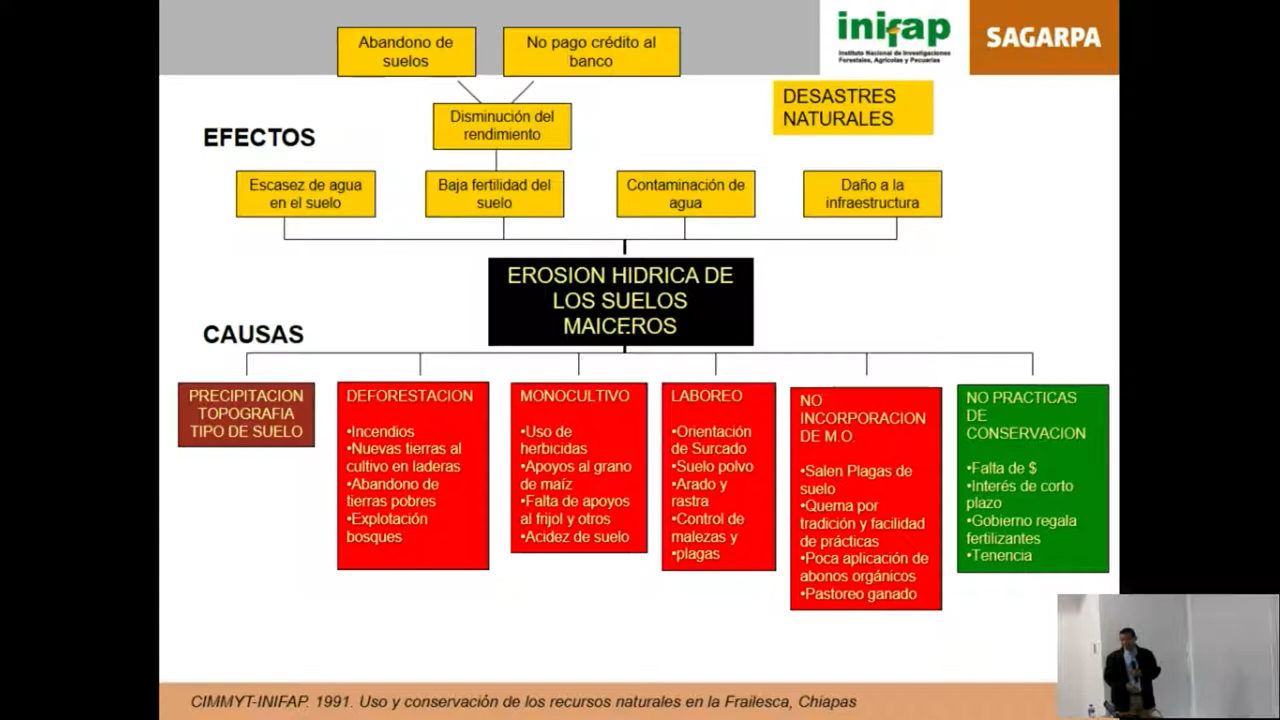 Abandono de
suelos
No pago crédito al
banco
inifap
Instituto Nacional de Investigaciones
Forestales, Agrícolas y Pecuarias
SAGARPA
DESASTRES
NATURALES
Disminución del
rendimiento
EFECTOS
Escasez de agua
en el suelo
Baja fertilidad del
suelo
Contaminación de
agua
Daño a la
infraestructura
EROSION HIDRICA DE
LOS SUELOS
MAICEROS
CAUSAS
PRECIPITACION
TOPOGRAFIA
TIPO DE SUELO
DEFORESTACION
•Incendios
•Nuevas tierras al
cultivo en laderas
•Abandono de
tierras pobres
•Explotación
bosques
MONOCULTIVO
•Uso de
herbicidas
•Apoyos al grano
de maíz
•Falta de apoyos
al frijol y otros
•Acidez de suelo
LABOREO
•Orientación
de Surcado
•Suelo polvo
•Arado y
rastra
•Control de
malezas y
•plagas
NO
INCORPORACION
DE M.O.
•Salen Plagas de
suelo
•Quema por
tradición y facilidad
de prácticas
•Poca aplicación de
abonos orgánicos
•Pastoreo ganado
NO PRACTICAS
DE
CONSERVACION
•Falta de $
•Interés de corto
plazo
•Gobierno regala
fertilizantes
•Tenencia
CIMMYT-INIFAP. 1991. Uso y conservación de los recursos naturales en la Frailesca, Chiapas